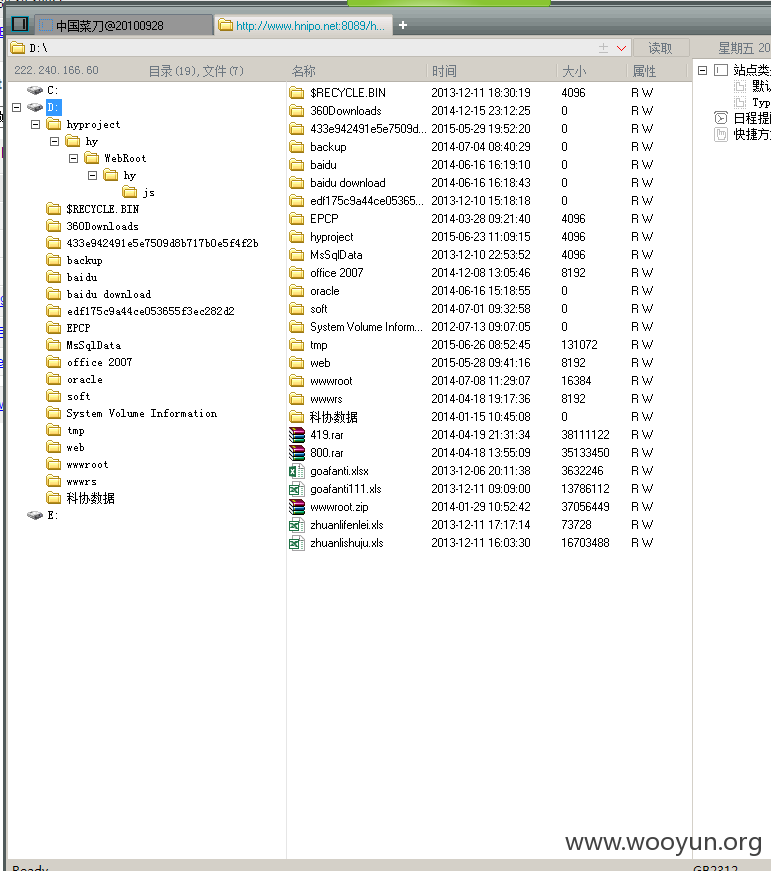 中国菜刀@20100928 http://www.hnipo.net:8089/h... +
D:\ 读取 星期五 20
222.240.166.60 目录(19),文件(7) 名称 时间 大小 属性
C:
D:
hyproject
hy
WebRoot
hy
js
$RECYCLE.BIN
360Downloads
433e942491e5e7509d8b717b0e5f4f2b
backup
baidu
baidu download
edf175c9a44ce053655f3ec282d2
EPCP
MsSqlData
office 2007
oracle
soft
System Volume Information
tmp
web
wwwroot
wwwrs
科协数据
E:
$RECYCLE.BIN 2013-12-11 18:30:19 4096 R W
360Downloads 2014-12-15 23:12:25 0 R W
433e942491e5e7509d... 2015-05-29 19:52:20 0 R W
backup 2014-07-04 08:40:29 0 R W
baidu 2014-06-16 16:19:10 0 R W
baidu download 2014-06-16 16:18:43 0 R W
edf175c9a44ce05365... 2013-12-10 15:18:18 0 R W
EPCP 2014-03-28 09:21:40 4096 R W
hyproject 2015-06-23 11:09:15 4096 R W
MsSqlData 2013-12-10 22:53:52 4096 R W
office 2007 2014-12-08 13:05:46 8192 R W
oracle 2014-06-16 15:18:55 0 R W
soft 2014-07-01 09:32:58 0 R W
System Volume Inform... 2012-07-13 09:07:05 0 R W
tmp 2015-06-26 08:52:45 131072 R W
web 2015-05-28 09:41:16 8192 R W
wwwroot 2014-07-08 11:29:07 16384 R W
wwwrs 2014-04-18 19:17:36 8192 R W
科协数据 2014-01-15 10:45:08 0 R W
419.rar 2014-04-19 21:31:34 38111122 R W
800.rar 2014-04-18 13:55:09 35133450 R W
goafanti.xlsx 2013-12-06 20:11:38 3632246 R W
goafanti111.xls 2013-12-11 09:09:00 13786112 R W
wwwroot.zip 2014-01-29 10:52:42 37056449 R W
zhuanlifenlei.xls 2013-12-11 17:17:14 73728 R W
zhuanlishuju.xls 2013-12-11 16:03:30 16703488 R W
站点类
默认
Typ
日程提醒
快捷方
www.wooyun.org
Ready
GB2312